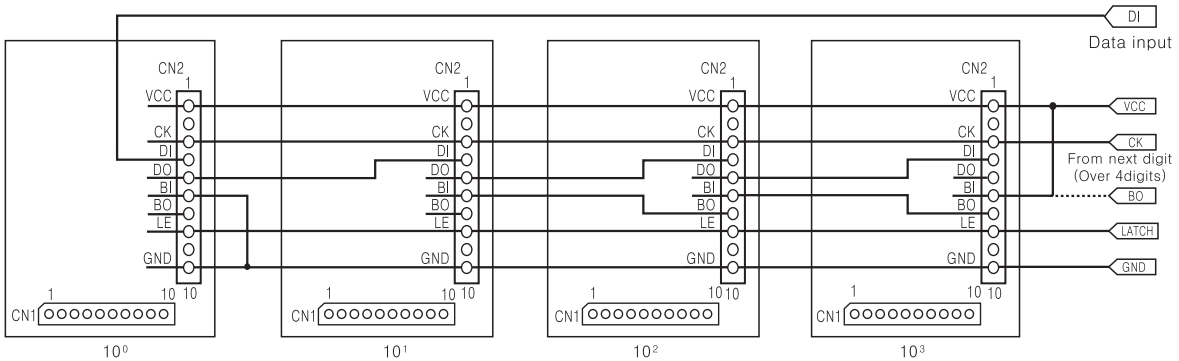 DI
Data input
CN2
1
VCC
CK
DI
DO
BI
BO
LE
GND
1
10
10
CN1
10⁰
CN2
1
VCC
CK
DI
DO
BI
BO
LE
GND
1
10
10
CN1
10¹
CN2
1
VCC
CK
DI
DO
BI
BO
LE
GND
1
10
10
CN1
10²
CN2
1
VCC
CK
DI
DO
BI
BO
LE
GND
1
10
10
CN1
10³
VCC
CK
From next digit
(Over 4digits)
BO
LATCH
GND